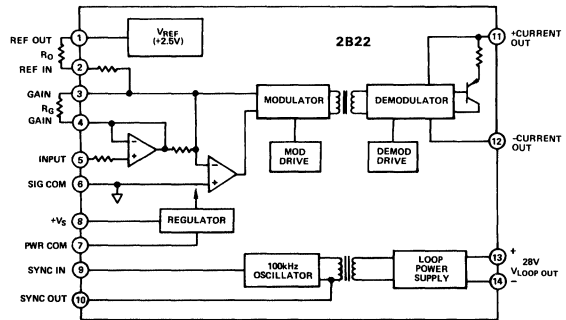 2B22
REF OUT 1
R_O
REF IN 2
V_REF
(+2.5V)
GAIN 3
R_G
GAIN 4
INPUT 5
SIG COM 6
+V_S 8
PWR COM 7
SYNC IN 9
SYNC OUT 10
−
+
−
+
REGULATOR
MODULATOR
MOD
DRIVE
DEMODULATOR
DEMOD
DRIVE
100kHz
OSCILLATOR
LOOP
POWER
SUPPLY
11 +CURRENT
OUT
12 −CURRENT
OUT
13 +
28V
V_LOOP OUT
14 −